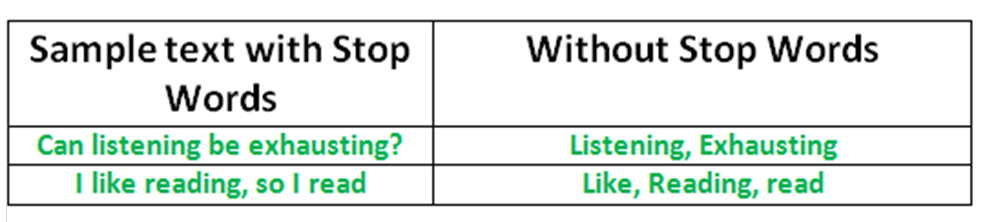 Sample text with Stop
Words
Without Stop Words
Can listening be exhausting?
Listening, Exhausting
I like reading, so I read
Like, Reading, read